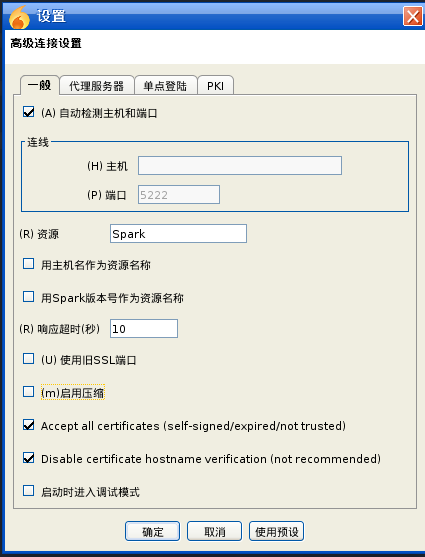 设置
高级连接设置
一般 代理服务器 单点登陆 PKI
(A) 自动检测主机和端口
连线
(H) 主机
(P) 端口 5222
(R) 资源 Spark
用主机名作为资源名称
用Spark版本号作为资源名称
(R) 响应超时(秒) 10
(U) 使用旧SSL端口
(m)启用压缩
Accept all certificates (self-signed/expired/not trusted)
Disable certificate hostname verification (not recommended)
启动时进入调试模式
确定 取消 使用预设